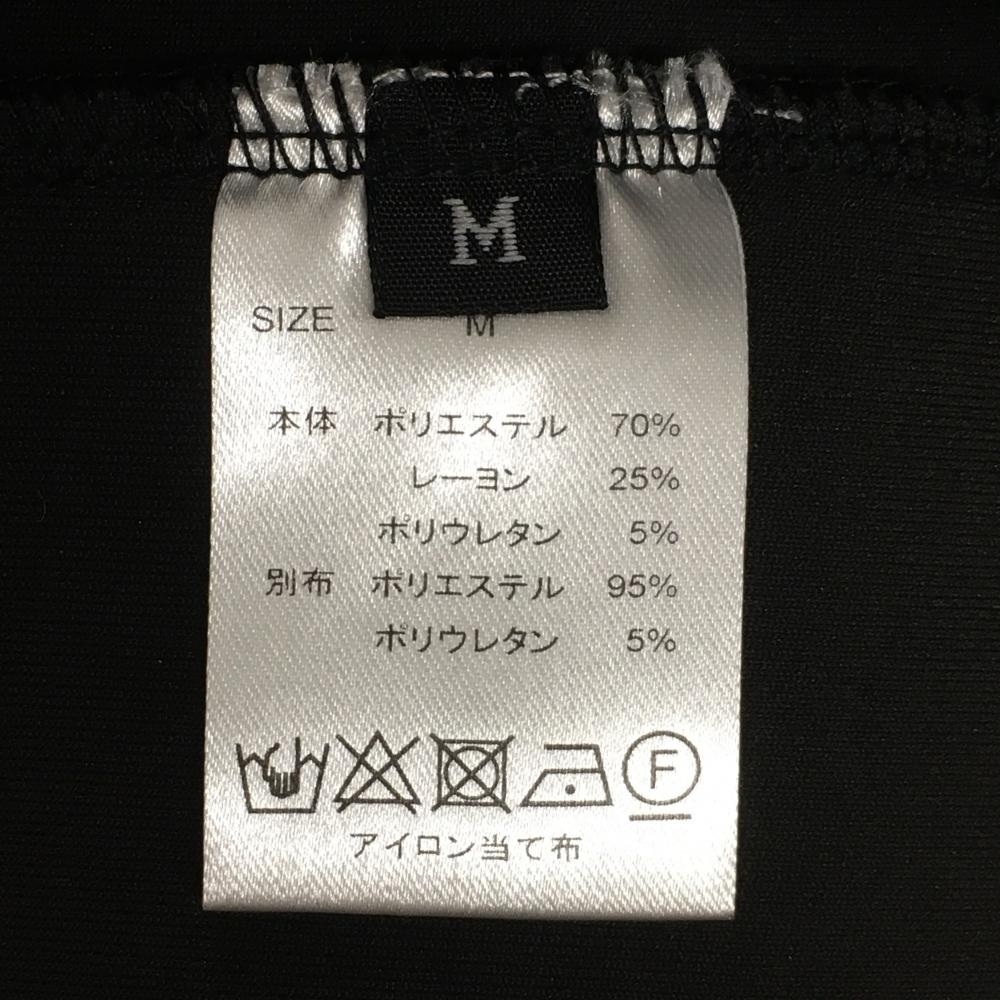 M
SIZE M
本体 ポリエステル 70%
レーヨン 25%
ポリウレタン 5%
別布 ポリエステル 95%
ポリウレタン 5%
F
アイロン当て布